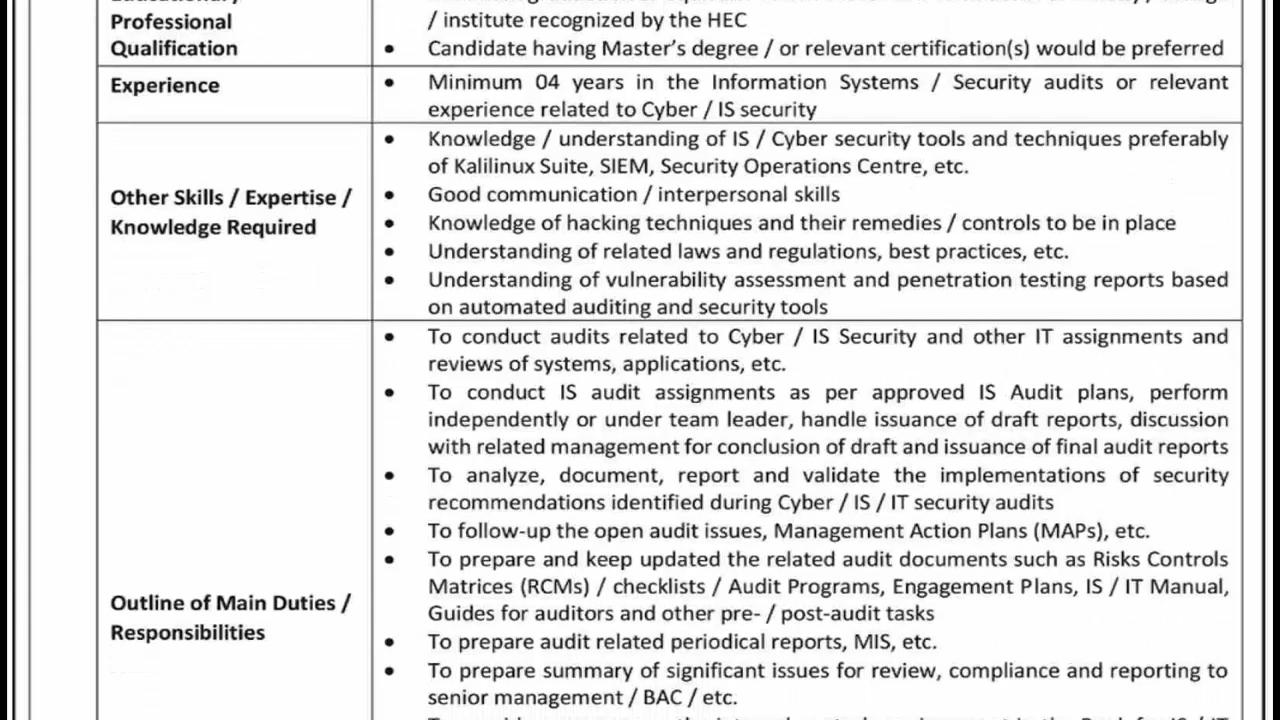 Professional
Qualification
/ institute recognized by the HEC
• Candidate having Master's degree / or relevant certification(s) would be preferred
Experience
• Minimum 04 years in the Information Systems / Security audits or relevant
experience related to Cyber / IS security
Other Skills / Expertise /
Knowledge Required
• Knowledge / understanding of IS / Cyber security tools and techniques preferably
of Kalilinux Suite, SIEM, Security Operations Centre, etc.
• Good communication / interpersonal skills
• Knowledge of hacking techniques and their remedies / controls to be in place
• Understanding of related laws and regulations, best practices, etc.
• Understanding of vulnerability assessment and penetration testing reports based
on automated auditing and security tools
Outline of Main Duties /
Responsibilities
• To conduct audits related to Cyber / IS Security and other IT assignments and
reviews of systems, applications, etc.
• To conduct IS audit assignments as per approved IS Audit plans, perform
independently or under team leader, handle issuance of draft reports, discussion
with related management for conclusion of draft and issuance of final audit reports
• To analyze, document, report and validate the implementations of security
recommendations identified during Cyber / IS / IT security audits
• To follow-up the open audit issues, Management Action Plans (MAPs), etc.
• To prepare and keep updated the related audit documents such as Risks Controls
Matrices (RCMs) / checklists / Audit Programs, Engagement Plans, IS / IT Manual,
Guides for auditors and other pre- / post-audit tasks
• To prepare audit related periodical reports, MIS, etc.
• To prepare summary of significant issues for review, compliance and reporting to
senior management / BAC / etc.